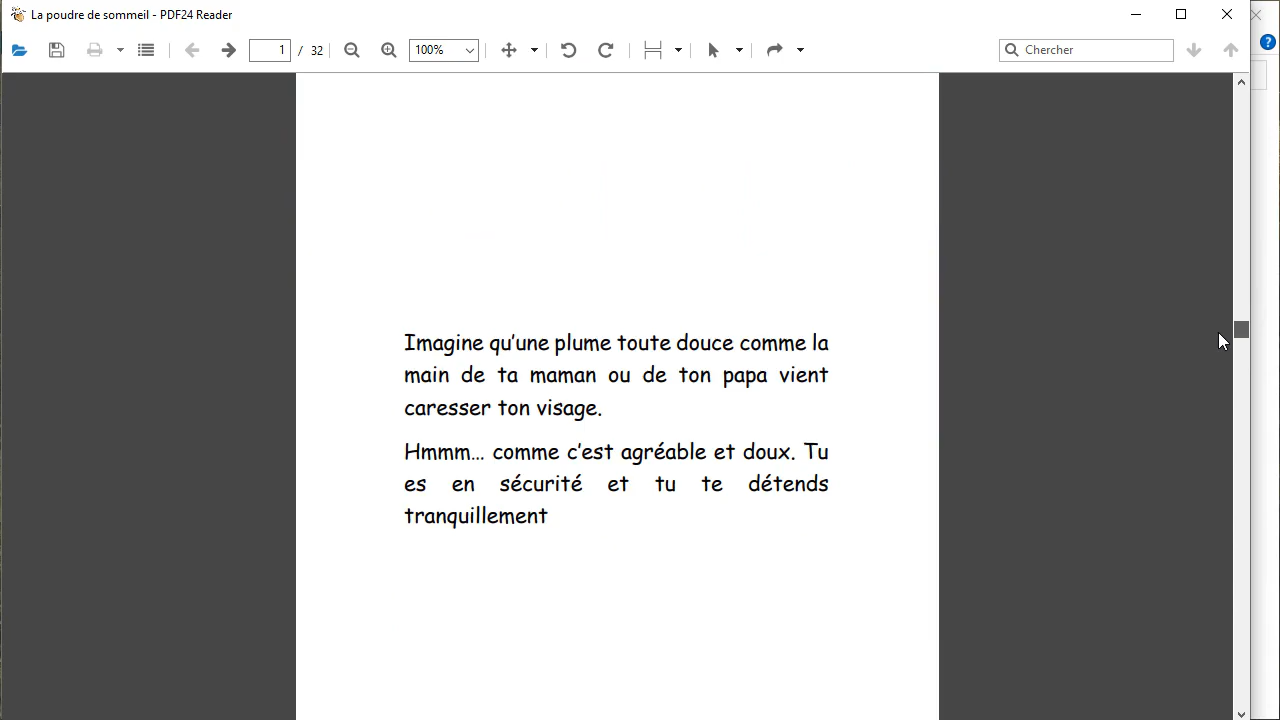 La poudre de sommeil - PDF24 Reader
1 / 32
100%
Chercher
Imagine qu'une plume toute douce comme la
main de ta maman ou de ton papa vient
caresser ton visage.
Hmmm... comme c'est agréable et doux. Tu
es en sécurité et tu te détends
tranquillement